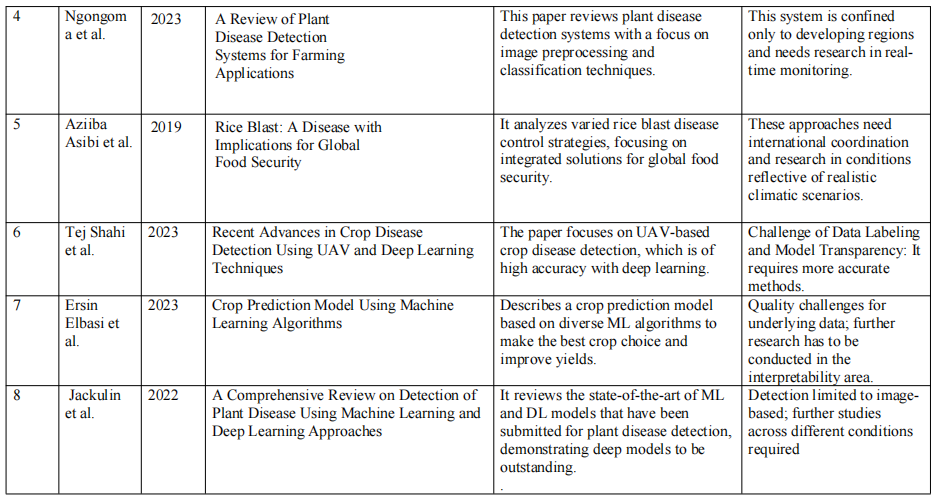 4
Ngongom
a et al.
2023
A Review of Plant
Disease Detection
Systems for Farming
Applications
This paper reviews plant disease
detection systems with a focus on
image preprocessing and
classification techniques.
This system is confined
only to developing regions
and needs research in real-
time monitoring.
5
Aziiba
Asibi et al.
2019
Rice Blast: A Disease with
Implications for Global
Food Security
It analyzes varied rice blast disease
control strategies, focusing on
integrated solutions for global food
security.
These approaches need
international coordination
and research in conditions
reflective of realistic
climatic scenarios.
6
Tej Shahi
et al.
2023
Recent Advances in Crop Disease
Detection Using UAV and Deep Learning
Techniques
The paper focuses on UAV-based
crop disease detection, which is of
high accuracy with deep learning.
Challenge of Data Labeling
and Model Transparency: It
requires more accurate
methods.
7
Ersin
Elbasi et
al.
2023
Crop Prediction Model Using Machine
Learning Algorithms
Describes a crop prediction model
based on diverse ML algorithms to
make the best crop choice and
improve yields.
Quality challenges for
underlying data; further
research has to be
conducted in the
interpretability area.
8
Jackulin
et al.
2022
A Comprehensive Review on Detection of
Plant Disease Using Machine Learning and
Deep Learning Approaches
It reviews the state-of-the-art of ML
and DL models that have been
submitted for plant disease detection,
demonstrating deep models to be
outstanding.
.
Detection limited to image-
based; further studies
across different conditions
required